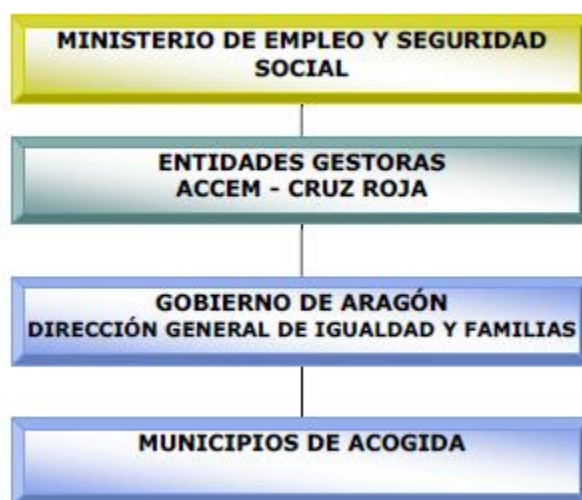 MINISTERIO DE EMPLEO Y SEGURIDAD
SOCIAL
ENTIDADES GESTORAS
ACCEM - CRUZ ROJA
GOBIERNO DE ARAGÓN
DIRECCIÓN GENERAL DE IGUALDAD Y FAMILIAS
MUNICIPIOS DE ACOGIDA